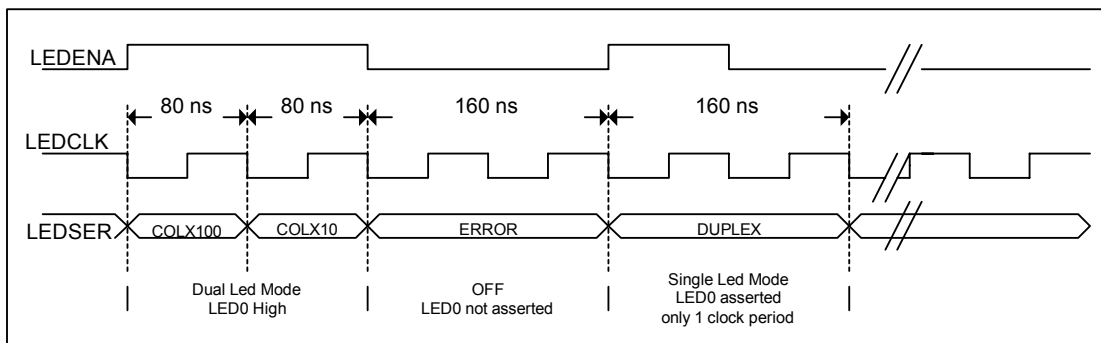 LEDENA
80 ns 80 ns 160 ns 160 ns
LEDCLK
LEDSER COLX100 COLX10 ERROR DUPLEX
Dual Led Mode
LED0 High
OFF
LED0 not asserted
Single Led Mode
LED0 asserted
only 1 clock period